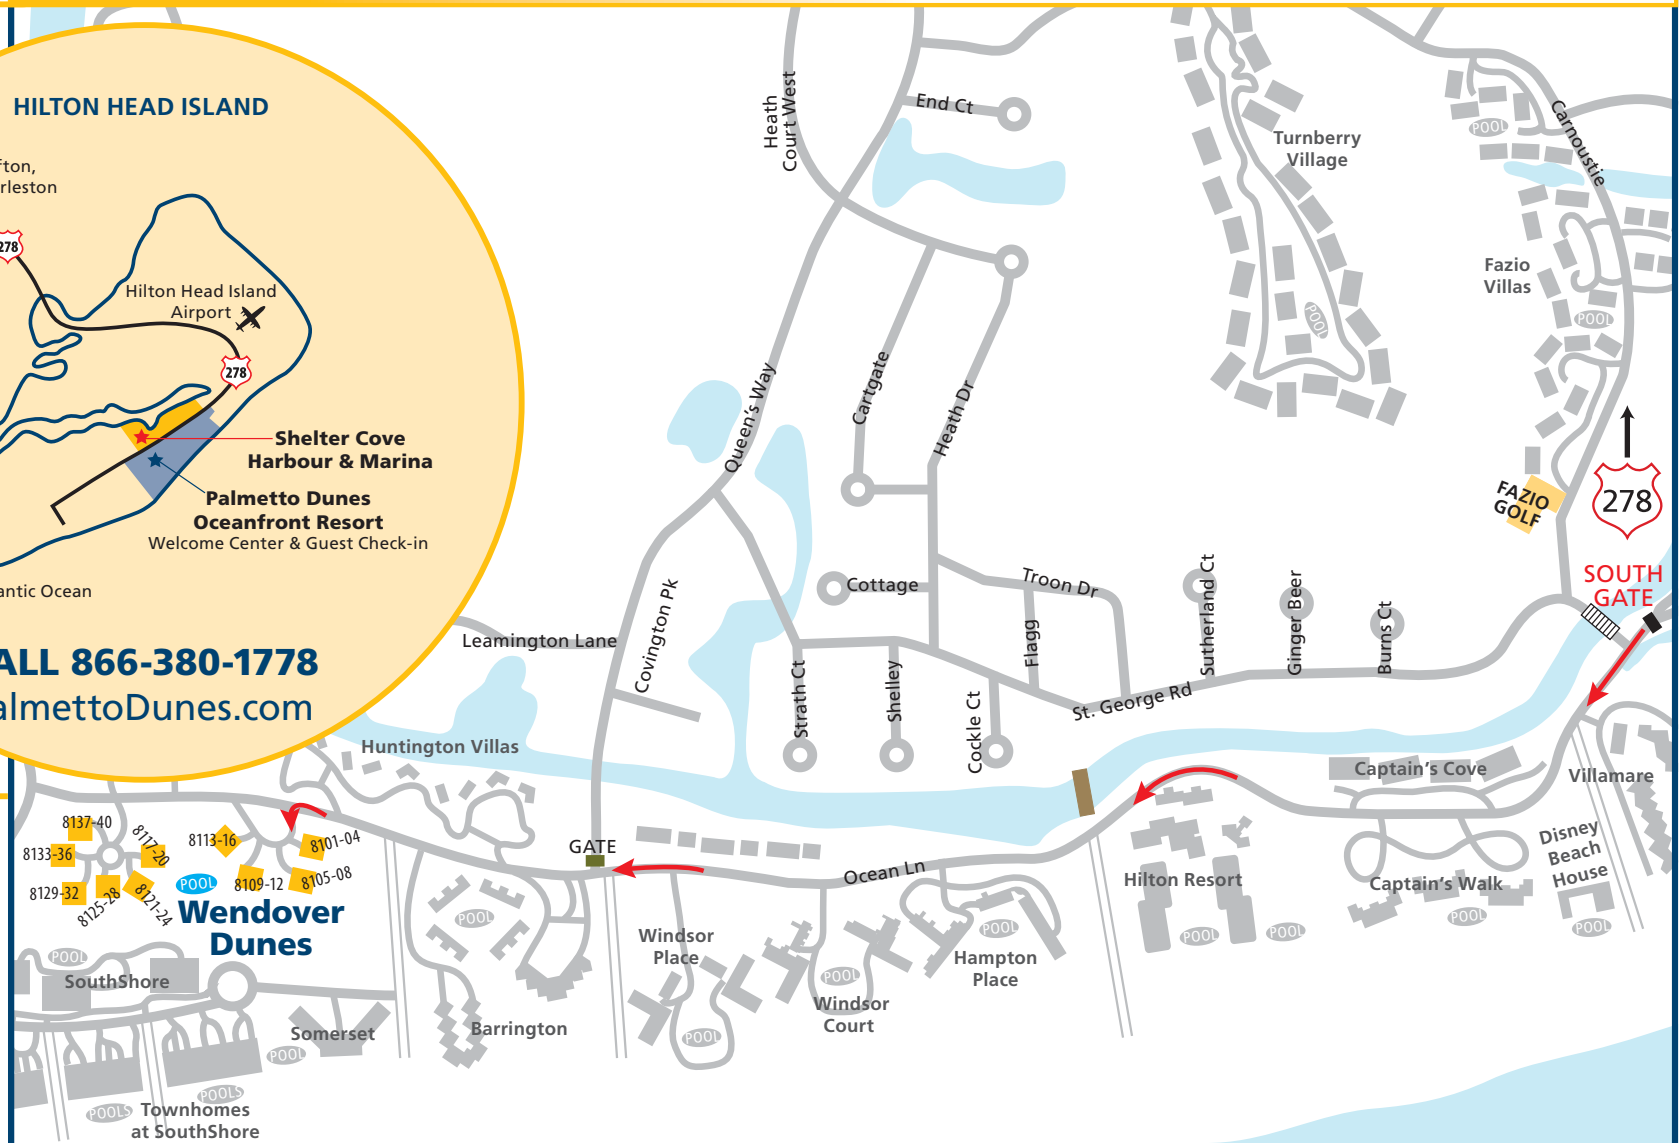 HILTON HEAD ISLAND
fton,
rleston
278
Hilton Head Island
Airport
278
Shelter Cove
Harbour & Marina
Palmetto Dunes
Oceanfront Resort
Welcome Center & Guest Check-in
antic Ocean
ALL 866-380-1778
almettoDunes.com
Heath
Court West
End Ct
Turnberry
Village
POOL
Carnoustie
POOL
Fazio
Villas
POOL
FAZIO
GOLF
278
SOUTH
GATE
Queen's Way
Cartgate
Heath Dr
Cottage
Troon Dr
Flagg
Sutherland Ct
Ginger Beer
Burns Ct
Leamington Lane
Covington Pk
Strath Ct
Shelley
Cockle Ct
St. George Rd
Huntington Villas
Captain's Cove
Villamare
8137-40
8133-36
8129-32
8125-28
8121-24
8117-20
8113-16
8109-12
8101-04
8105-08
POOL
Wendover
Dunes
GATE
Ocean Ln
Hilton Resort
POOL
POOL
Captain's Walk
POOL
Disney
Beach
House
POOL
POOL
Windsor
Place
POOL
POOL
Windsor
Court
POOL
Hampton
Place
POOL
SouthShore
Somerset
POOL
Barrington
POOLS
POOLS
Townhomes
at SouthShore